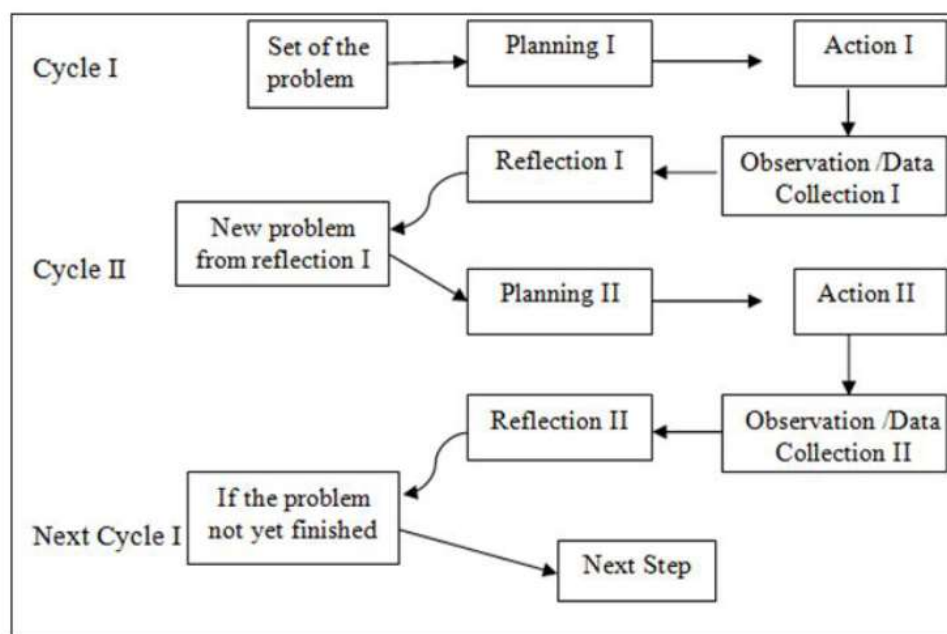 Cycle I
Set of the
problem
Planning I
Action I
Observation /Data
Collection I
Reflection I
Cycle II
New problem
from reflection I
Planning II
Action II
Observation /Data
Collection II
Reflection II
Next Cycle I
If the problem
not yet finished
Next Step